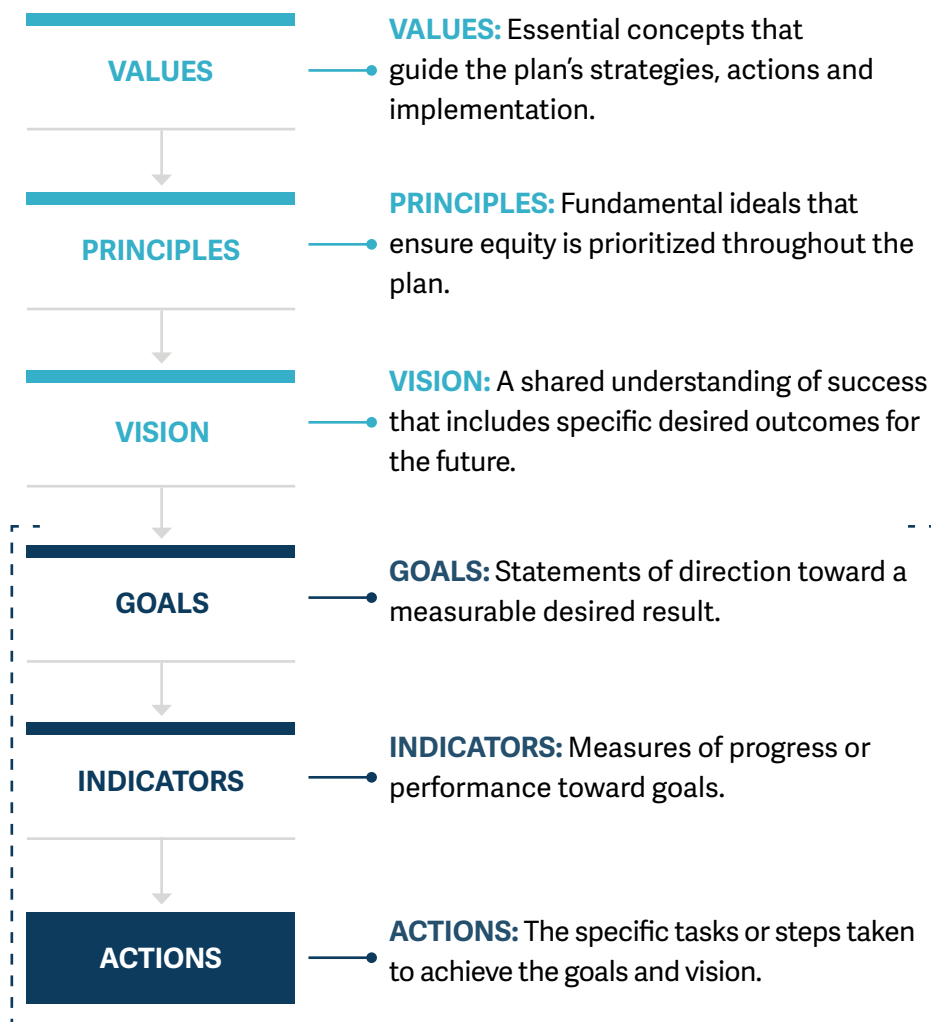 VALUES
VALUES: Essential concepts that
guide the plan's strategies, actions and
implementation.
PRINCIPLES
PRINCIPLES: Fundamental ideals that
ensure equity is prioritized throughout the
plan.
VISION
VISION: A shared understanding of success
that includes specific desired outcomes for
the future.
GOALS
GOALS: Statements of direction toward a
measurable desired result.
INDICATORS
INDICATORS: Measures of progress or
performance toward goals.
ACTIONS
ACTIONS: The specific tasks or steps taken
to achieve the goals and vision.